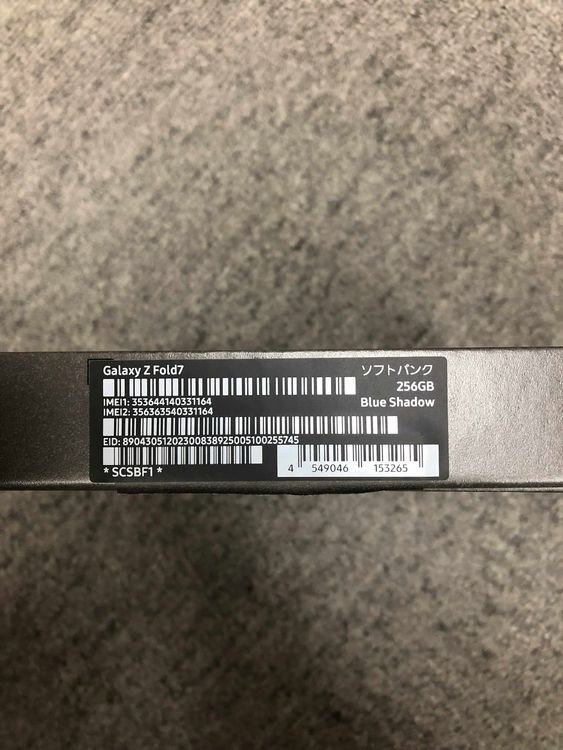 Galaxy Z Fold7
ソフトバンク
256GB
Blue Shadow
IMEI1: 353644140331164
IMEI2: 356363540331164
EID: 89043051202300838925005100255745
* SCSBF1 *
4 549046 153265